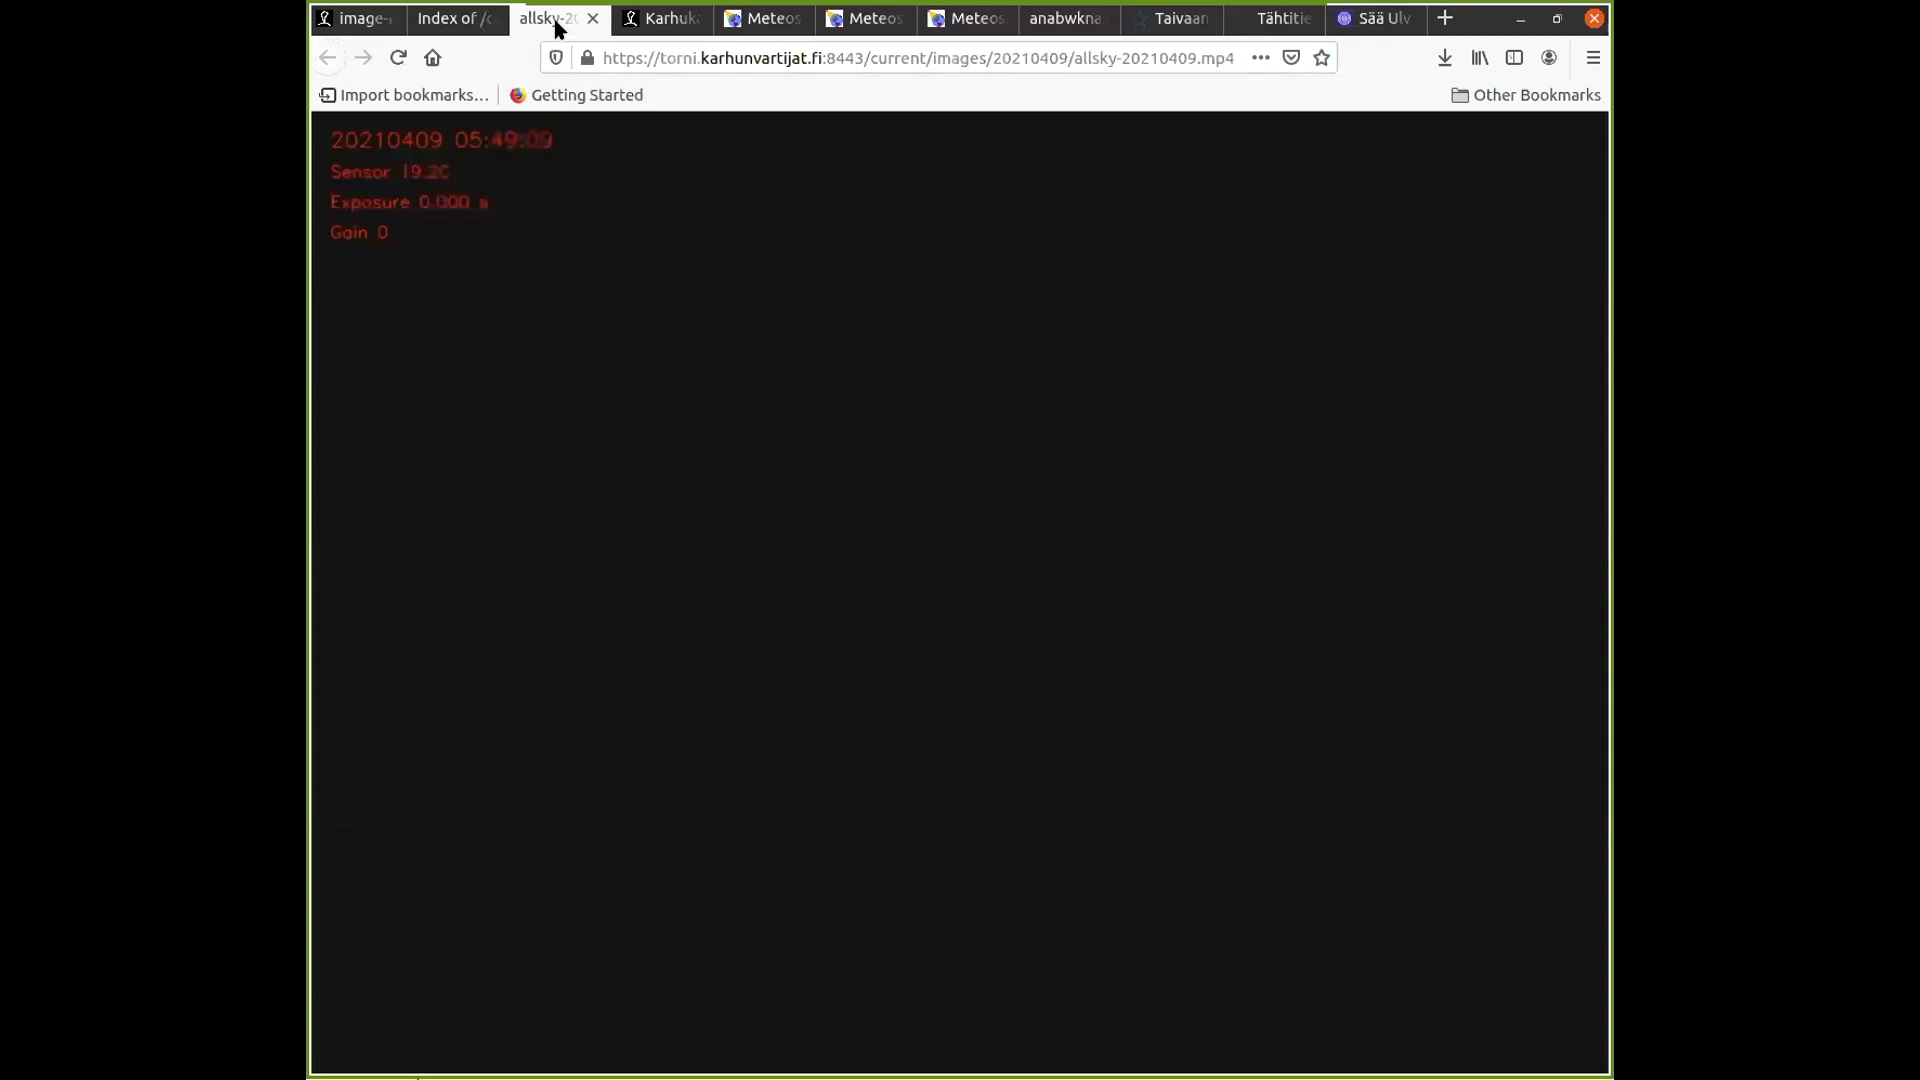 image- Index of /c allsky-20 Karhuk Meteos Meteos Meteos anabwkna Taivaan Tähtitie Sää Ulv
https://torni.karhunvartijat.fi:8443/current/images/20210409/allsky-20210409.mp4
Import bookmarks... Getting Started Other Bookmarks
20210409 05:49:09
Sensor 19.2C
Exposure 0.000 s
Gain 0